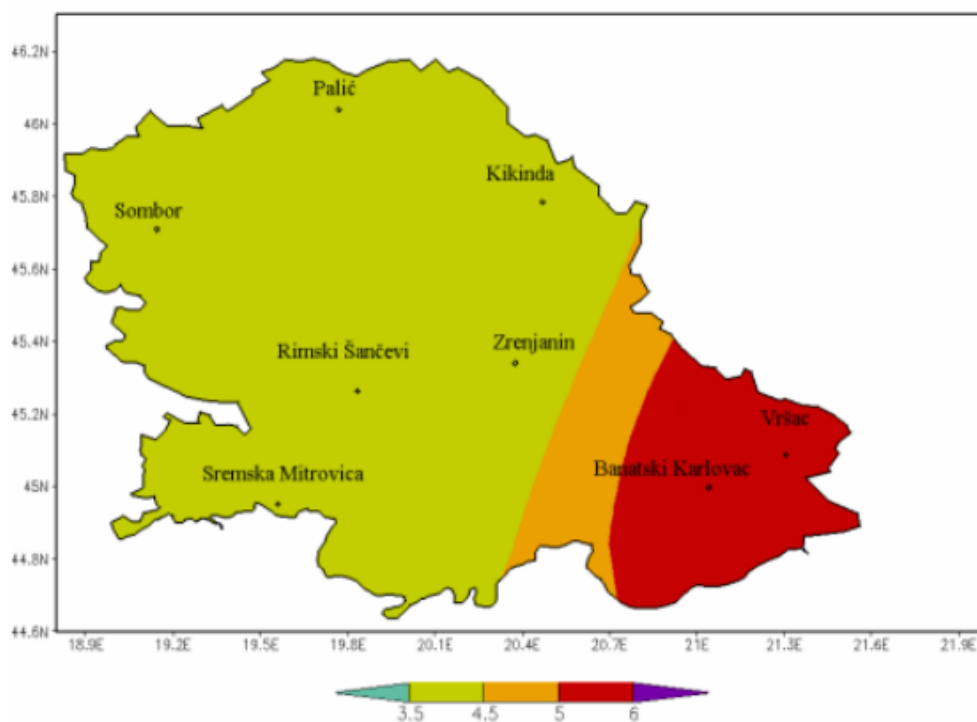 46.2N
Palić
46N
Kikinda
45.8N
Sombor
45.6N
45.4N
Zrenjanin
Rimski Šančevi
45.2N
Vršac
Banatski Karlovac
Sremska Mitrovica
45N
44.8N
44.6N
18.9E 19.2E 19.5E 19.8E 20.1E 20.4E 20.7E 21E 21.3E 21.6E 21.9E
3.5 4.5 5 6